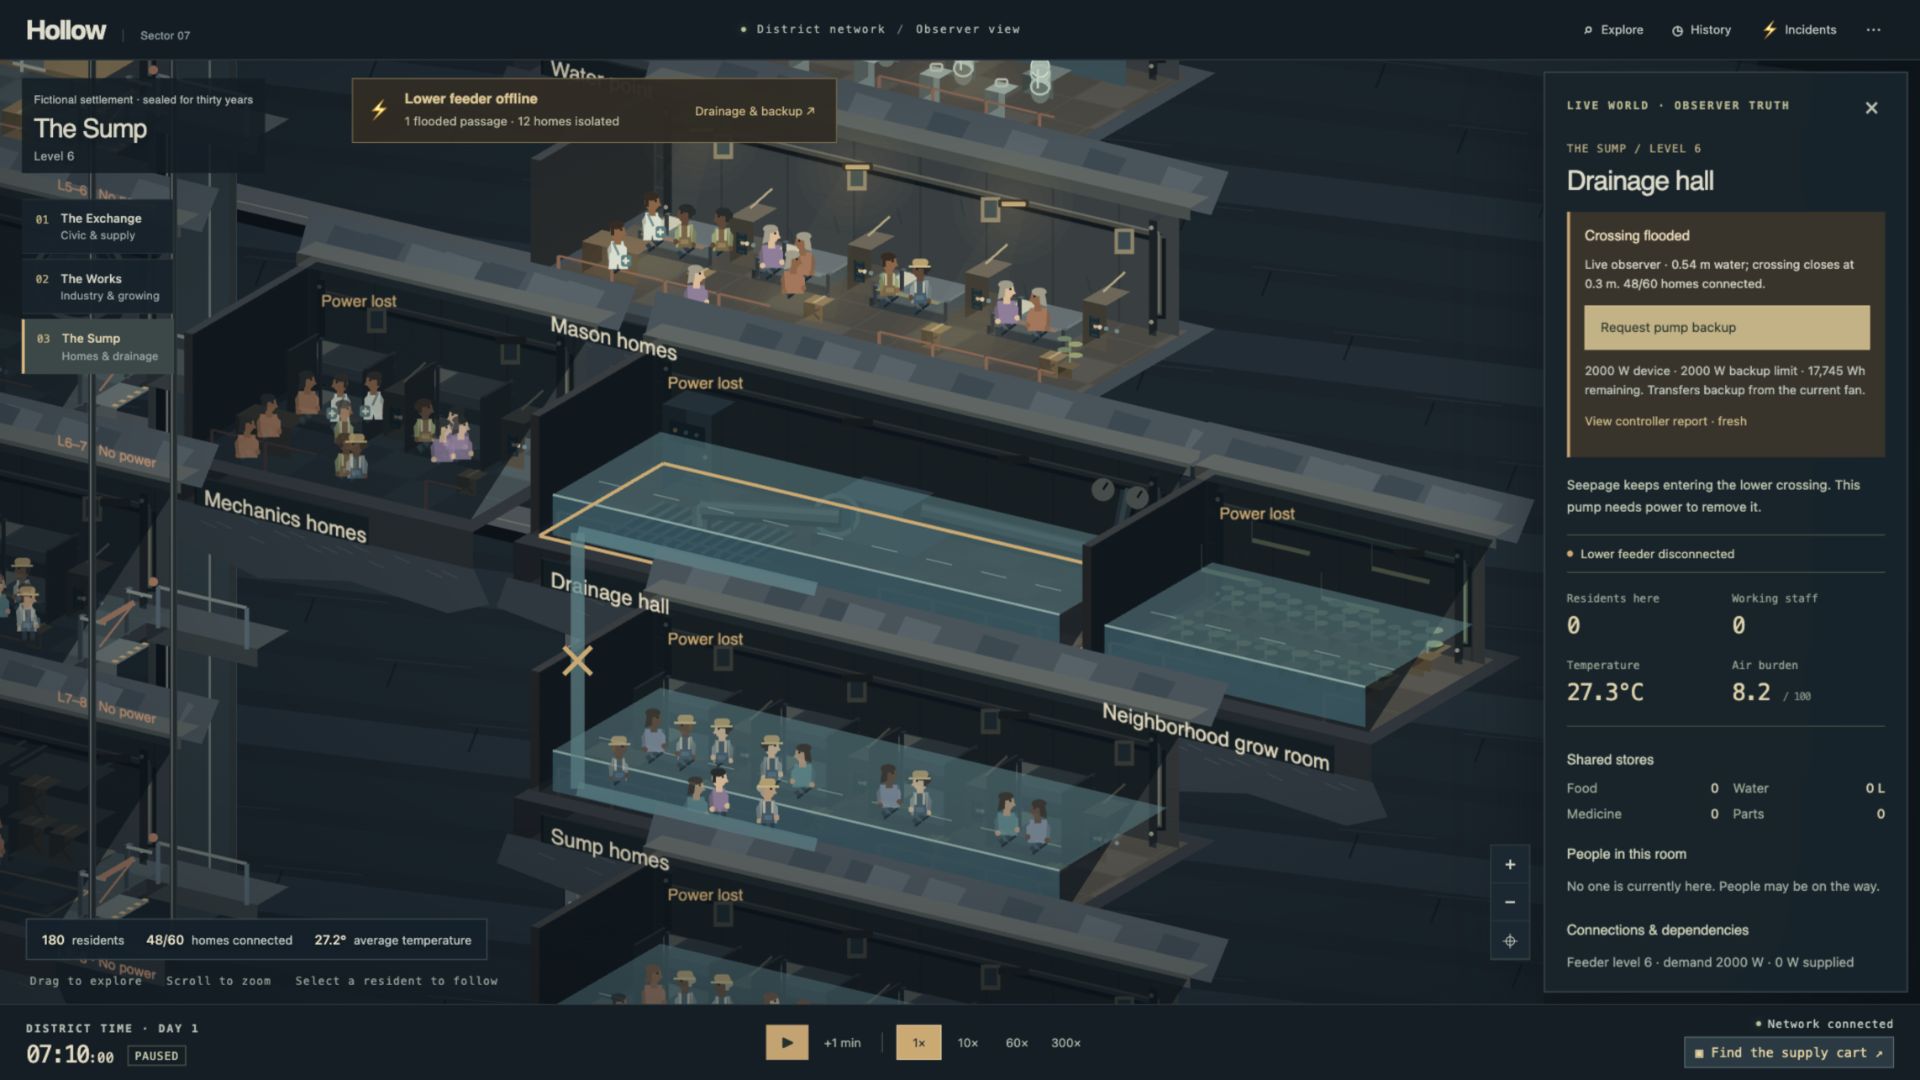 Hollow
Sector 07
District network / Observer view
Explore
History
Incidents
Fictional settlement · sealed for thirty years
The Sump
Level 6
01 The Exchange
Civic & supply
02 The Works
Industry & growing
03 The Sump
Homes & drainage
Lower feeder offline
1 flooded passage · 12 homes isolated
Drainage & backup ↗
Water point
L5–6 No
L6–7 No power
L7–8 No power
No power
Power lost
Mason homes
Power lost
Mechanics homes
Power lost
Drainage hall
Power lost
Neighborhood grow room
Sump homes
Power lost
LIVE WORLD · OBSERVER TRUTH
THE SUMP / LEVEL 6
Drainage hall
Crossing flooded
Live observer · 0.54 m water; crossing closes at
0.3 m. 48/60 homes connected.
Request pump backup
2000 W device · 2000 W backup limit · 17,745 Wh
remaining. Transfers backup from the current fan.
View controller report · fresh
Seepage keeps entering the lower crossing. This
pump needs power to remove it.
Lower feeder disconnected
Residents here Working staff
0 0
Temperature Air burden
27.3°C 8.2 / 100
Shared stores
Food 0 Water 0 L
Medicine 0 Parts 0
People in this room
No one is currently here. People may be on the way.
Connections & dependencies
Feeder level 6 · demand 2000 W · 0 W supplied
180 residents 48/60 homes connected 27.2° average temperature
Drag to explore Scroll to zoom Select a resident to follow
DISTRICT TIME · DAY 1
07:10:00 PAUSED
+1 min 1× 10× 60× 300×
Network connected
Find the supply cart ↗